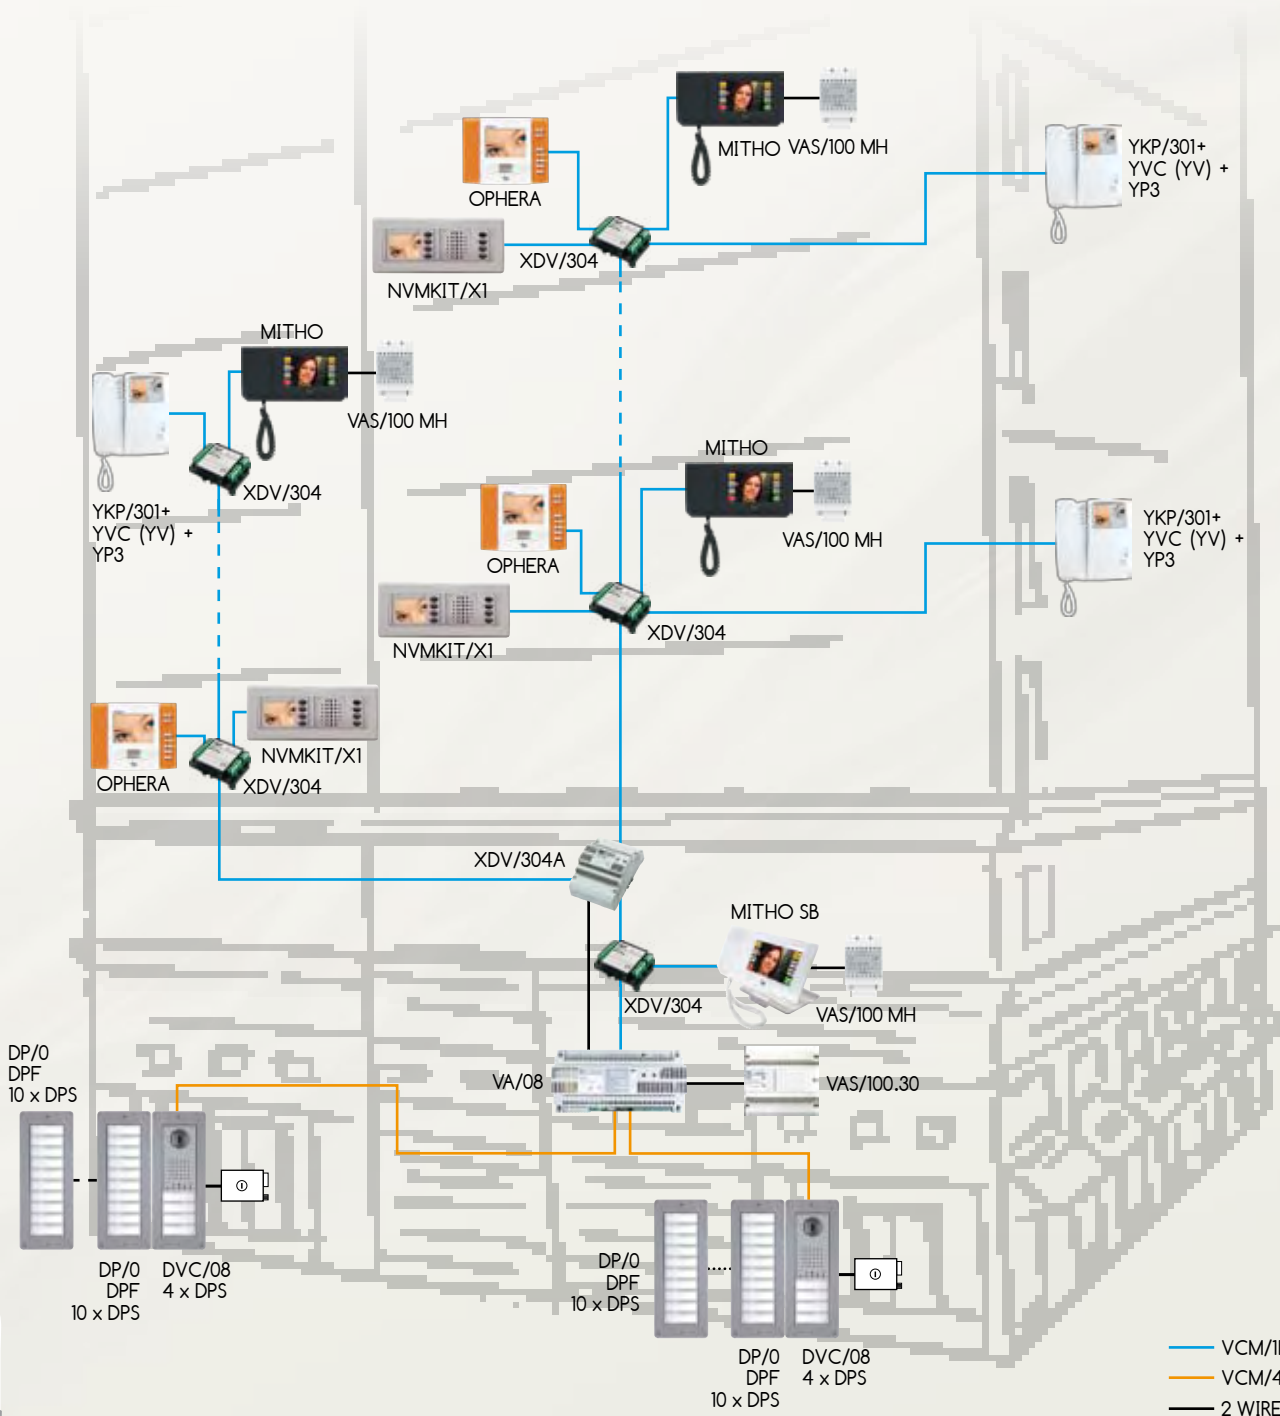 MITHO
VAS/100 MH
OPHERA
YKP/301+
YVC (YV) +
YP3
XDV/304
NVMKIT/X1
MITHO
VAS/100 MH
XDV/304
YKP/301+
YVC (YV) +
YP3
MITHO
VAS/100 MH
OPHERA
YKP/301+
YVC (YV) +
YP3
XDV/304
NVMKIT/X1
NVMKIT/X1
OPHERA
XDV/304
XDV/304A
MITHO SB
XDV/304
VAS/100 MH
VA/08
VAS/100.30
DP/0
DPF
10 x DPS
DP/0
DPF
10 x DPS
DVC/08
4 x DPS
DP/0
DPF
10 x DPS
DP/0
DPF
10 x DPS
DVC/08
4 x DPS
VCM/1
VCM/4
2 WIRE